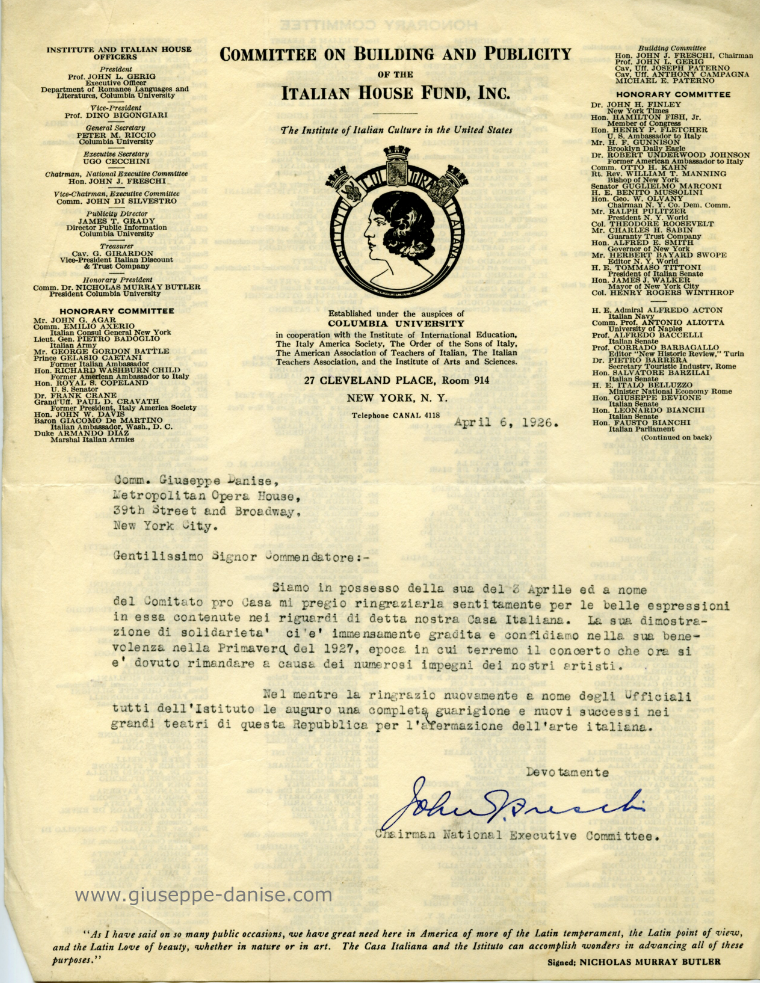 INSTITUTE AND ITALIAN HOUSE
OFFICERS
President
Prof. JOHN L. GERIG
Executive Officer
Department of Romance Languages and
Literatures, Columbia University
Vice-President
Prof. DINO BIGONGIARI
General Secretary
PETER M. RICCIO
Columbia University
Executive Secretary
UGO CECCHINI
Chairman, National Executive Committee
Hon. JOHN J. FRESCHI
Vice-Chairman, Executive Committee
Comm. JOHN DI SILVESTRO
Publicity Director
JAMES T. GRADY
Director Public Information
Columbia University
Treasurer
Cav. G. GIRARDON
Vice-President Italian Discount
& Trust Company
Honorary President
Comm. Dr. NICHOLAS MURRAY BUTLER
President Columbia University
HONORARY COMMITTEE
Mr. JOHN G. AGAR
Comm. EMILIO AXERIO
Italian Consul General New York
Lieut. Gen. PIETRO BADOGLIO
Italian Army
Mr. GEORGE GORDON BATTLE
Prince GELASIO CAETANI
Former Italian Ambassador
Hon. RICHARD WASHBURN CHILD
Former American Ambassador to Italy
Hon. ROYAL S. COPELAND
U. S. Senator
Dr. FRANK CRANE
Grand'Uff. PAUL D. CRAVATH
Former President, Italy America Society
Hon. JOHN W. DAVIS
Baron GIACOMO DE MARTINO
Italian Ambassador, Wash., D. C.
Duke ARMANDO DIAZ
Marshal Italian Armies
COMMITTEE ON BUILDING AND PUBLICITY
OF THE
ITALIAN HOUSE FUND, INC.
The Institute of Italian Culture in the United States
ISTITVTO DI COLTVRA ITALIANA
Established under the auspices of
COLUMBIA UNIVERSITY
in cooperation with the Institute of International Education,
The Italy America Society, The Order of the Sons of Italy,
The American Association of Teachers of Italian, The Italian
Teachers Association, and the Institute of Arts and Sciences.
27 CLEVELAND PLACE, Room 914
NEW YORK, N. Y.
Telephone CANAL 4118
Building Committee
Hon. JOHN J. FRESCHI, Chairman
Prof. JOHN L. GERIG
Cav. Uff. JOSEPH PATERNO
Cav. Uff. ANTHONY CAMPAGNA
MICHAEL E. PATERNO
HONORARY COMMITTEE
Dr. JOHN H. FINLEY
New York Times
Hon. HAMILTON FISH, Jr.
Member of Congress
Hon. HENRY P. FLETCHER
U. S. Ambassador to Italy
Mr. H. F. GUNNISON
Brooklyn Daily Eagle
Dr. ROBERT UNDERWOOD JOHNSON
Former American Ambassador to Italy
Comm. OTTO H. KAHN
Rt. Rev. WILLIAM T. MANNING
Bishop of New York
Senator GUGLIELMO MARCONI
H. E. BENITO MUSSOLINI
Hon. Geo. W. OLVANY
Chairman N. Y. Co. Dem. Comm.
Mr. RALPH PULITZER
President N. Y. World
Col. THEODORE ROOSEVELT
Mr. CHARLES H. SABIN
Guaranty Trust Company
Hon. ALFRED E. SMITH
Governor of New York
Mr. HERBERT BAYARD SWOPE
Editor N. Y. World
H. E. TOMMASO TITTONI
President of Italian Senate
Hon. JAMES J. WALKER
Mayor of New York City
Col. HENRY ROGERS WINTHROP
H. E. Admiral ALFREDO ACTON
Italian Navy
Comm. Prof. ANTONIO ALIOTTA
University of Naples
Prof. ALFREDO BACCELLI
Italian Senate
Prof. CORRADO BARBAGALLO
Editor "New Historic Review," Turin
Dr. PIETRO BARRERA
Secretary Touristic Industry, Rome
Hon. SALVATORE BARZILAI
Italian Senate
H. E. ITALO BELLUZZO
Minister National Economy Rome
Hon. GIUSEPPE BEVIONE
Italian Senate
Hon. LEONARDO BIANCHI
Italian Senate
Hon. FAUSTO BIANCHI
Italian Parliament
(Continued on back)
April 6, 1926.
Comm. Giuseppe Danise,
Metropolitan Opera House,
39th Street and Broadway,
New York City.
Gentilissimo Signor Commendatore:-
Siamo in possesso della sua del 3 Aprile ed a nome
del Comitato pro Casa mi pregio ringraziarla sentitamente per le belle espressioni
in essa contenute nei riguardi di detta nostra Casa Italiana. La sua dimostra-
zione di solidarieta' ci'e' immensamente gradita e confidiamo nella sua bene-
volenza nella Primavera del 1927, epoca in cui terremo il concerto che ora si
e' dovuto rimandare a causa dei numerosi impegni dei nostri artisti.
Nel mentre la ringrazio nuovamente a nome degli Ufficiali
tutti dell'Istituto le auguro una completa guarigione e nuovi successi nei
grandi teatri di questa Repubblica per l'afermazione dell'arte italiana.
Devotamente
John J. Freschi
Chairman National Executive Committee.
www.giuseppe-danise.com
"As I have said on so many public occasions, we have great need here in America of more of the Latin temperament, the Latin point of view,
and the Latin Love of beauty, whether in nature or in art. The Casa Italiana and the Istituto can accomplish wonders in advancing all of these
purposes."
Signed; NICHOLAS MURRAY BUTLER